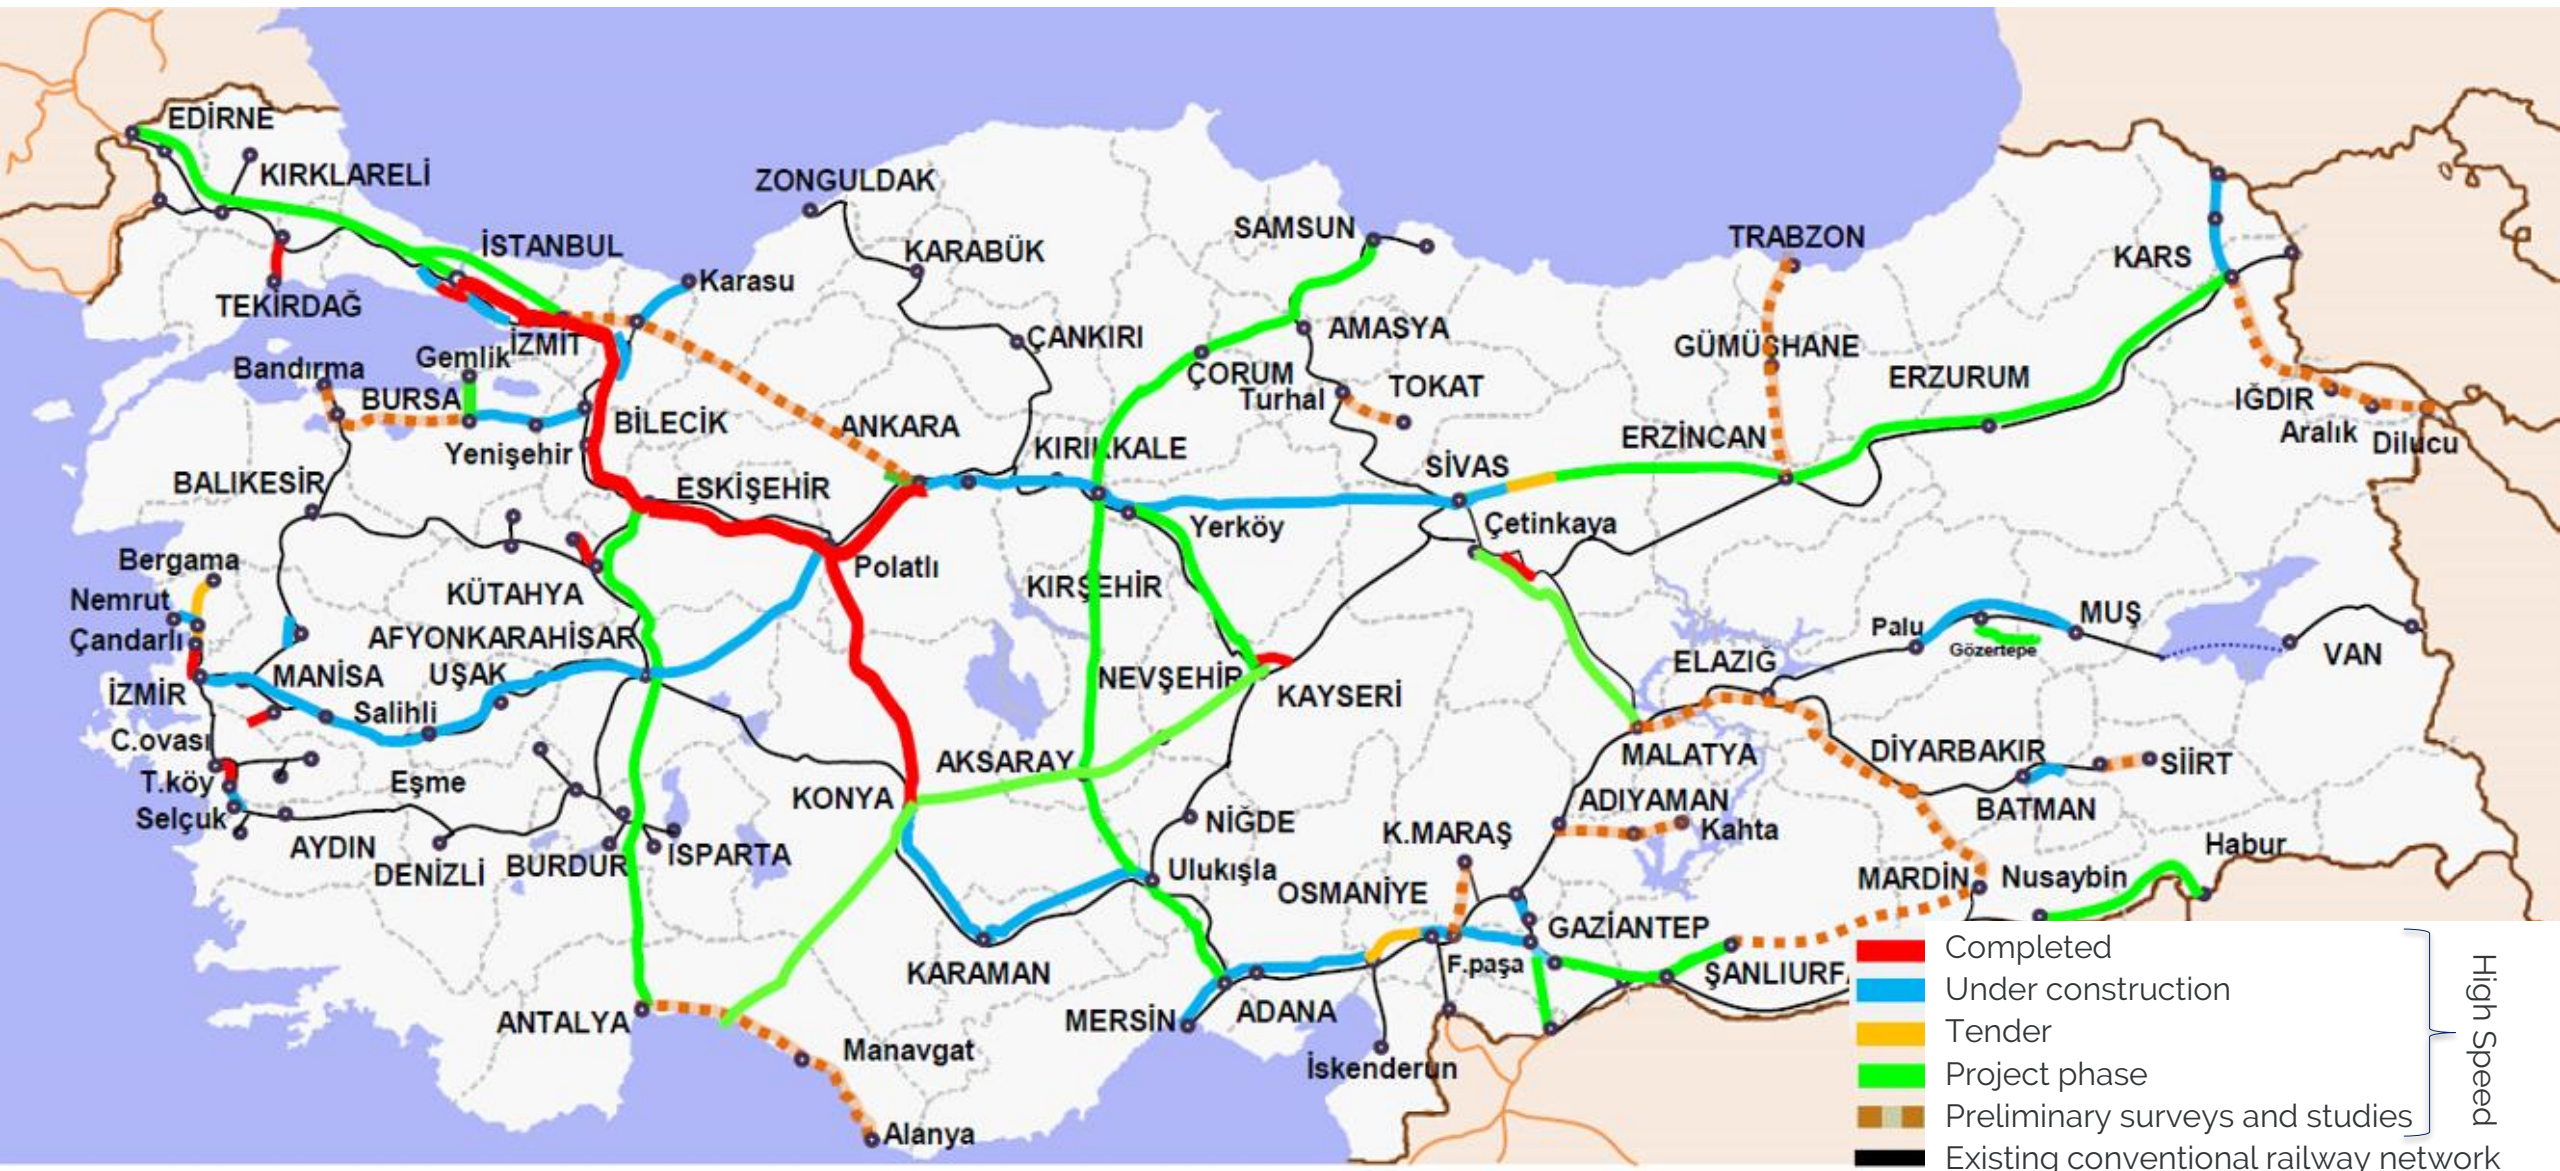 EDİRNE
KIRKLARELİ
ZONGULDAK
İSTANBUL
KARABÜK
SAMSUN
TRABZON
KARS
TEKİRDAĞ
Karasu
İZMİT
ÇANKIRI
AMASYA
GÜMÜŞHANE
Gemlik
Bandırma
BURSA
ÇORUM
Turhal
TOKAT
ERZURUM
IĞDIR
Aralık
Dilucu
BİLECİK
ANKARA
KIRIKKALE
ERZİNCAN
Yenişehir
BALIKESİR
ESKİŞEHİR
SİVAS
Yerköy
Çetinkaya
Bergama
Polatlı
Nemrut
KÜTAHYA
KIRŞEHİR
Çandarlı
AFYONKARAHİSAR
Palu
MUŞ
Gözertepe
VAN
İZMİR
MANİSA
UŞAK
NEVŞEHİR
KAYSERİ
ELAZIĞ
Salihli
C.ovası
AKSARAY
MALATYA
DİYARBAKIR
SİİRT
T.köy
Eşme
KONYA
ADIYAMAN
Kahta
BATMAN
Selçuk
NİĞDE
K.MARAŞ
Habur
AYDIN
DENİZLİ
BURDUR
ISPARTA
Ulukışla
OSMANİYE
MARDİN
Nusaybin
GAZİANTEP
KARAMAN
F.paşa
ŞANLIURFA
ANTALYA
MERSİN
ADANA
Manavgat
İskenderun
Alanya
Completed
Under construction
Tender
Project phase
Preliminary surveys and studies
Existing conventional railway network
High Speed